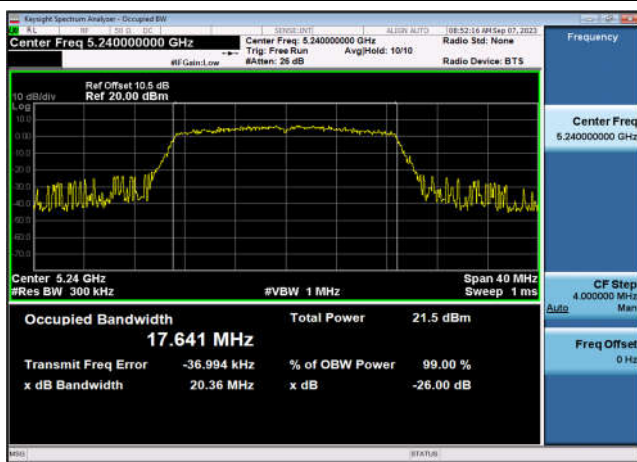 Keysight Spectrum Analyzer - Occupied BW
RL RF 50 Ω DC SENSE:INT ALIGN AUTO 08:52:16 AM Sep 07, 2023
Center Freq 5.240000000 GHz
Center Freq: 5.240000000 GHz
Radio Std: None
Trig: Free Run Avg|Hold: 10/10
#IFGain:Low #Atten: 26 dB Radio Device: BTS
Frequency
Ref Offset 10.5 dB
10 dB/div Ref 20.00 dBm
Log
10.0
0.00
-10.0
-20.0
-30.0
-40.0
-50.0
-60.0
-70.0
Center Freq
5.240000000 GHz
Center 5.24 GHz Span 40 MHz
#Res BW 300 kHz #VBW 1 MHz Sweep 1 ms
CF Step
4.000000 MHz
Auto Man
Occupied Bandwidth Total Power 21.5 dBm
17.641 MHz
Transmit Freq Error -36.994 kHz % of OBW Power 99.00 %
x dB Bandwidth 20.36 MHz x dB -26.00 dB
Freq Offset
0 Hz
MSG STATUS